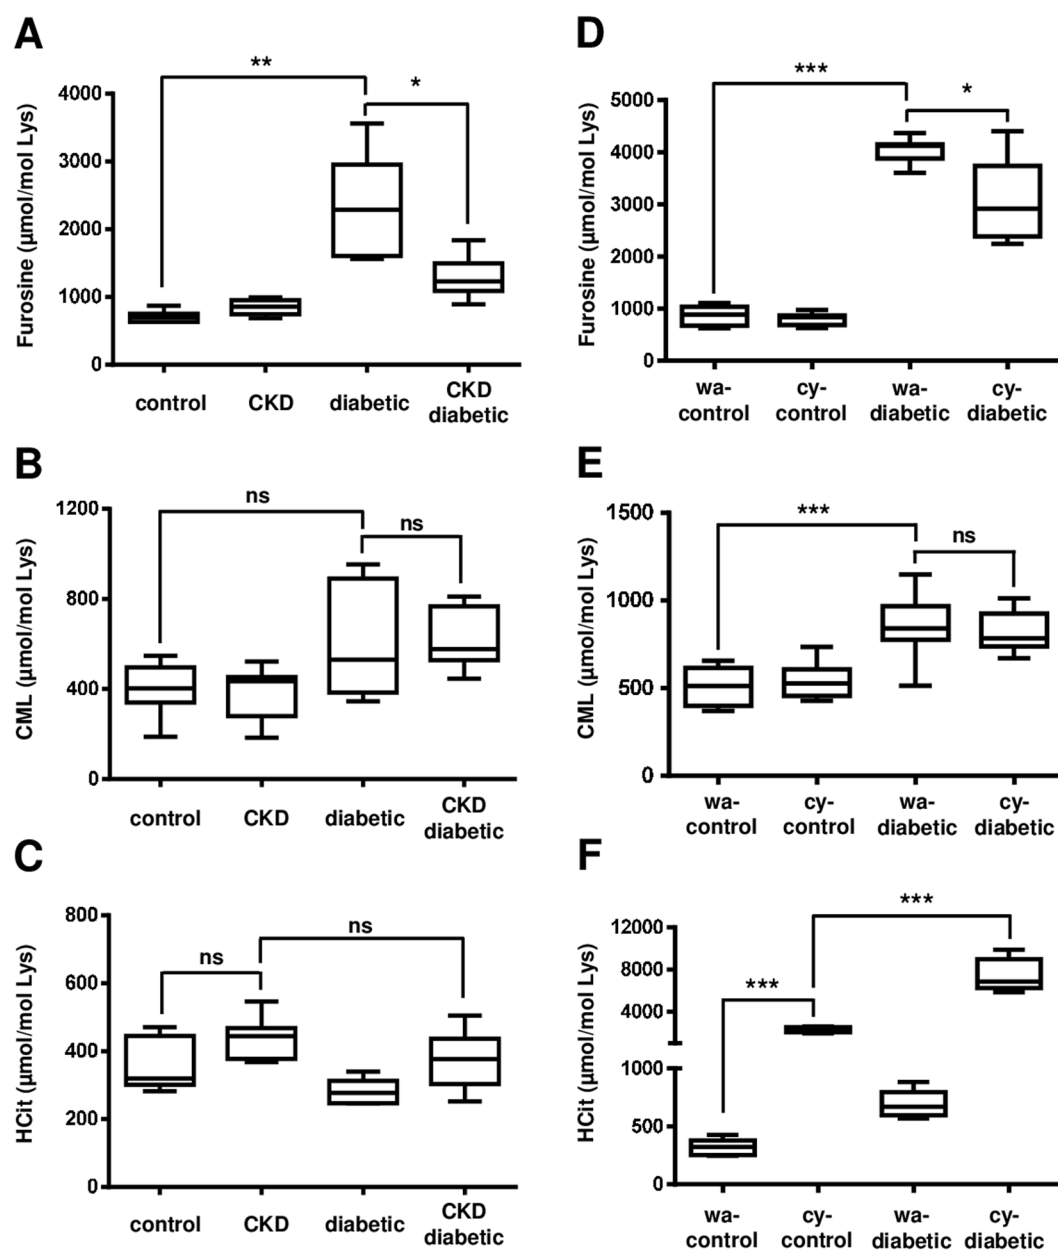 A
**
*
Furosine (µmol/mol Lys)
4000
3000
2000
1000
0
control
CKD
diabetic
CKD
diabetic
D
***
*
Furosine (µmol/mol Lys)
5000
4000
3000
2000
1000
0
wa-
control
cy-
control
wa-
diabetic
cy-
diabetic
B
ns
ns
CML (µmol/mol Lys)
1200
800
400
0
control
CKD
diabetic
CKD
diabetic
E
***
ns
CML (µmol/mol Lys)
1500
1000
500
0
wa-
control
cy-
control
wa-
diabetic
cy-
diabetic
C
ns
ns
HCit (µmol/mol Lys)
800
600
400
200
0
control
CKD
diabetic
CKD
diabetic
F
***
***
HCit (µmol/mol Lys)
12000
8000
4000
1000
500
0
wa-
control
cy-
control
wa-
diabetic
cy-
diabetic